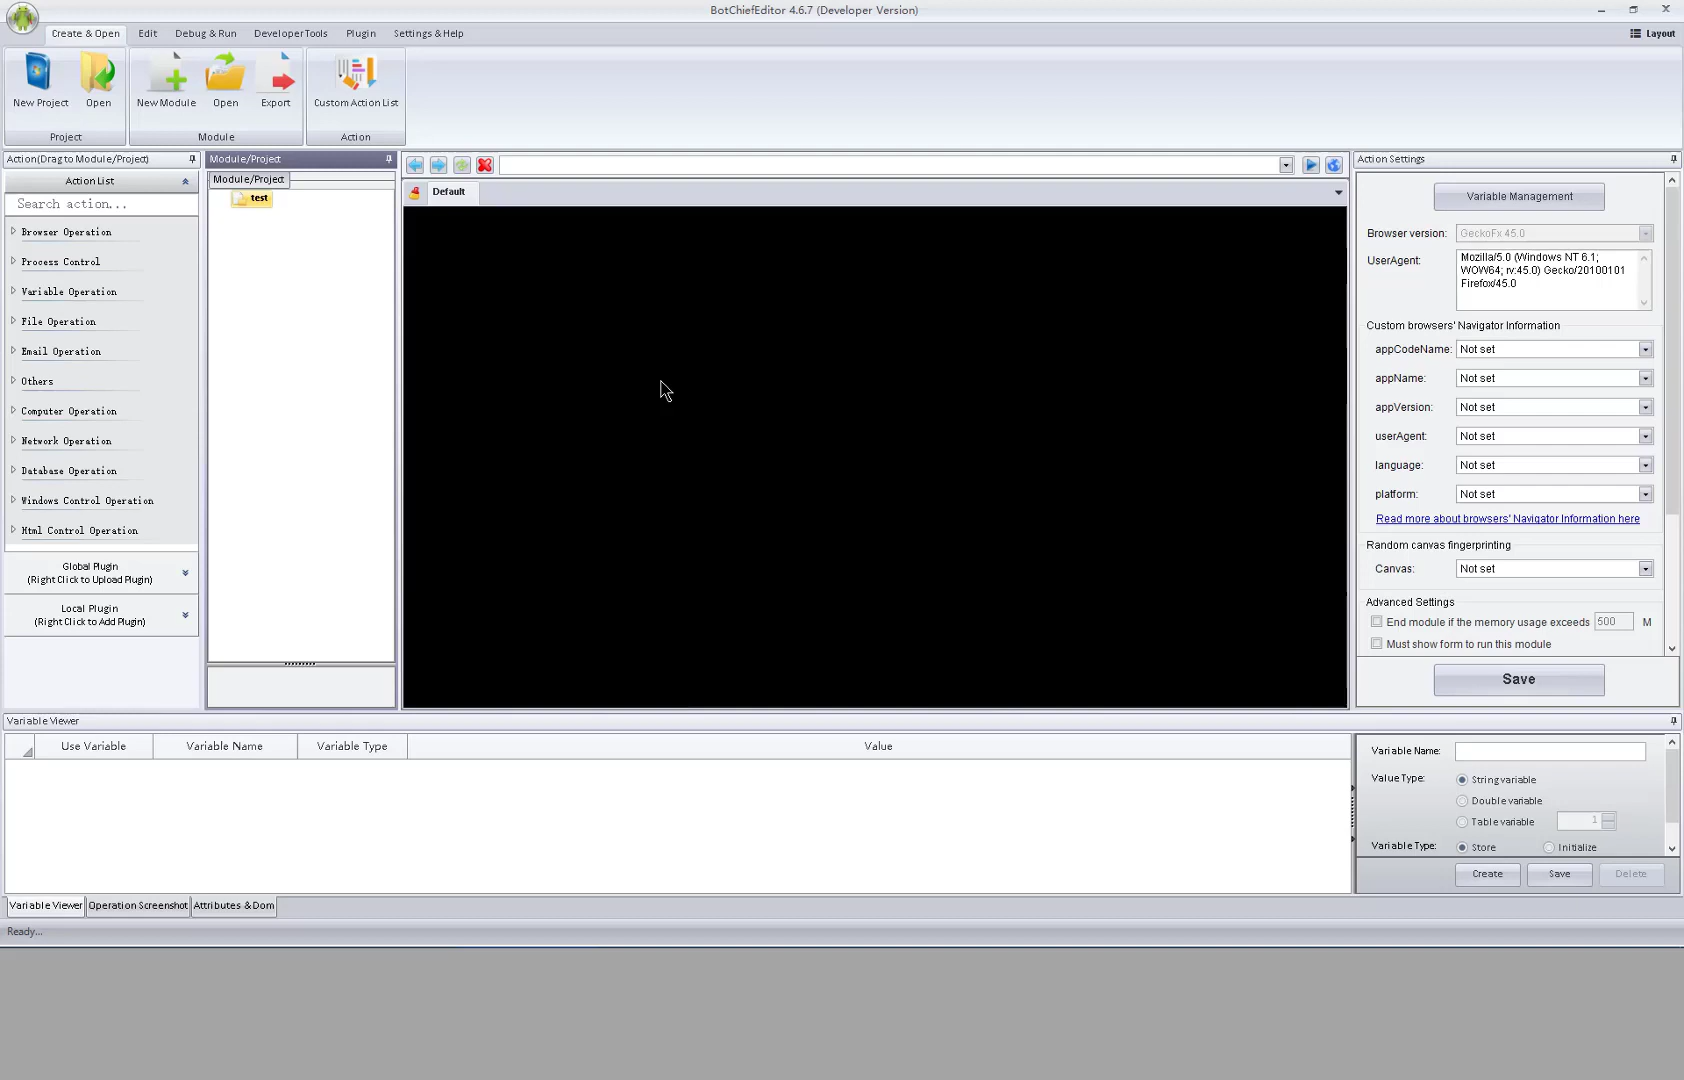 BotChiefEditor 4.6.7 (Developer Version)
Create & Open
Edit
Debug & Run
Developer Tools
Plugin
Settings & Help
Layout
New Project
Open
New Module
Open
Export
Custom Action List
Project
Module
Action
Action(Drag to Module/Project)
Action List
Search action...
Browser Operation
Process Control
Variable Operation
File Operation
Email Operation
Others
Computer Operation
Network Operation
Database Operation
Windows Control Operation
Html Control Operation
Global Plugin
(Right Click to Upload Plugin)
Local Plugin
(Right Click to Add Plugin)
Module/Project
Module/Project
test
Default
Action Settings
Variable Management
Browser version:
GeckoFx 45.0
UserAgent:
Mozilla/5.0 (Windows NT 6.1;
WOW64; rv:45.0) Gecko/20100101
Firefox/45.0
Custom browsers' Navigator Information
appCodeName:
Not set
appName:
Not set
appVersion:
Not set
userAgent:
Not set
language:
Not set
platform:
Not set
Read more about browsers' Navigator Information here
Random canvas fingerprinting
Canvas:
Not set
Advanced Settings
End module if the memory usage exceeds
500
M
Must show form to run this module
Save
Variable Viewer
Use Variable
Variable Name
Variable Type
Value
Variable Name:
Value Type:
String variable
Double variable
Table variable
1
Variable Type:
Store
Initialize
Create
Save
Delete
Variable Viewer
Operation Screenshot
Attributes & Dom
Ready...